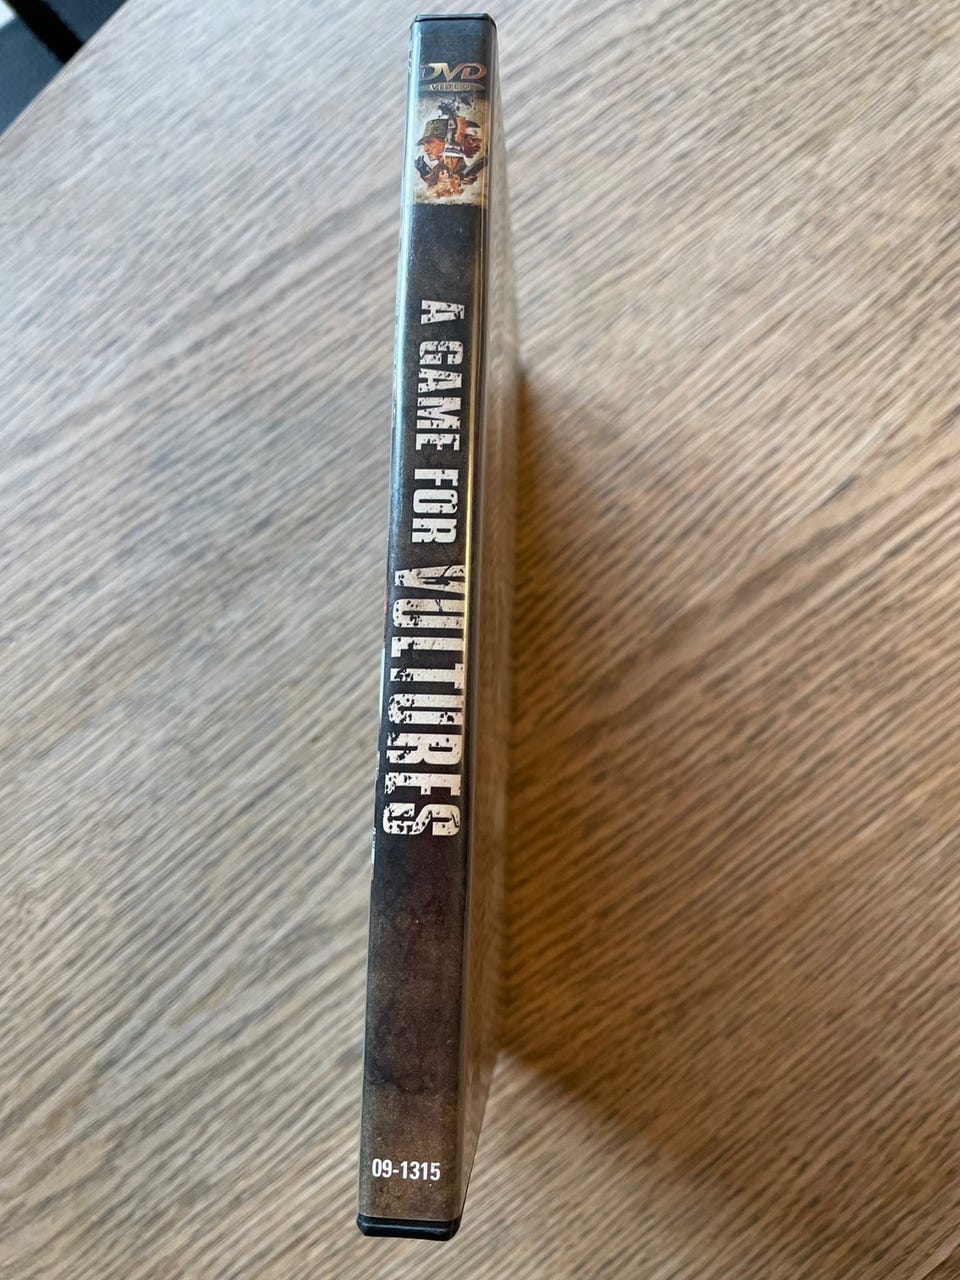 DVD
VIDEO
A GAME FOR VULTURES
09-1315